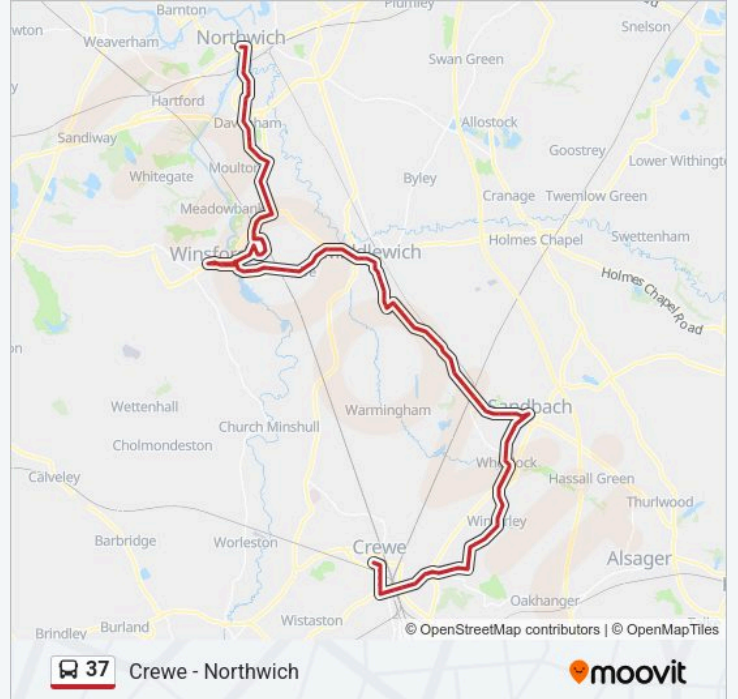 Barnton
Plumley
Northwich
Weaverham
Snelson
Swan Green
Hartford
Allostock
Sandiway
Goostrey
Lower Withingt
Moulton
Whitegate
Byley
Cranage
Twemlow Green
Meadowbank
Holmes Chapel
Swettenham
Winsford
Holmes Chapel Road
Wettenhall
Warmingham
Sandbach
Church Minshull
Cholmondeston
Hassall Green
Calveley
Thurlwood
Barbridge
Worleston
Crewe
Alsager
Oakhanger
Wistaston
Burland
Brindley
© OpenStreetMap contributors | © OpenMapTiles
37 Crewe - Northwich
moovit